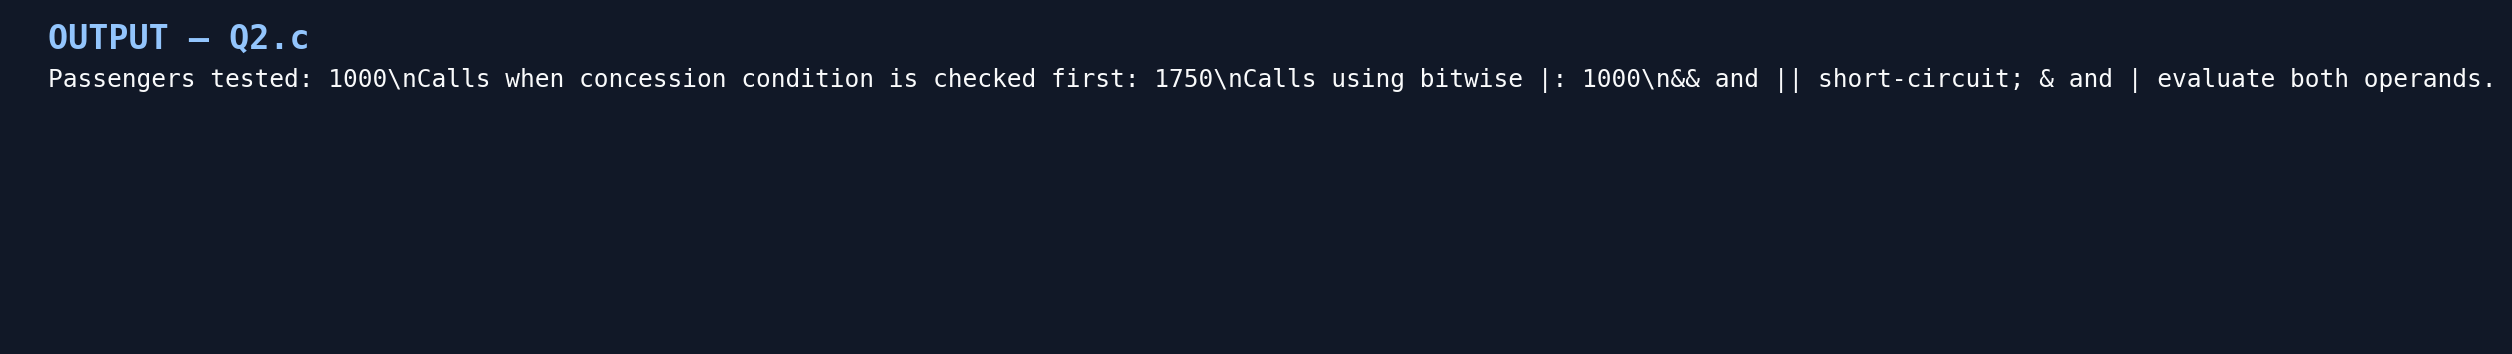 OUTPUT — Q2.c
Passengers tested: 1000\nCalls when concession condition is checked first: 1750\nCalls using bitwise |: 1000\n&& and || short-circuit; & and | evaluate both operands.